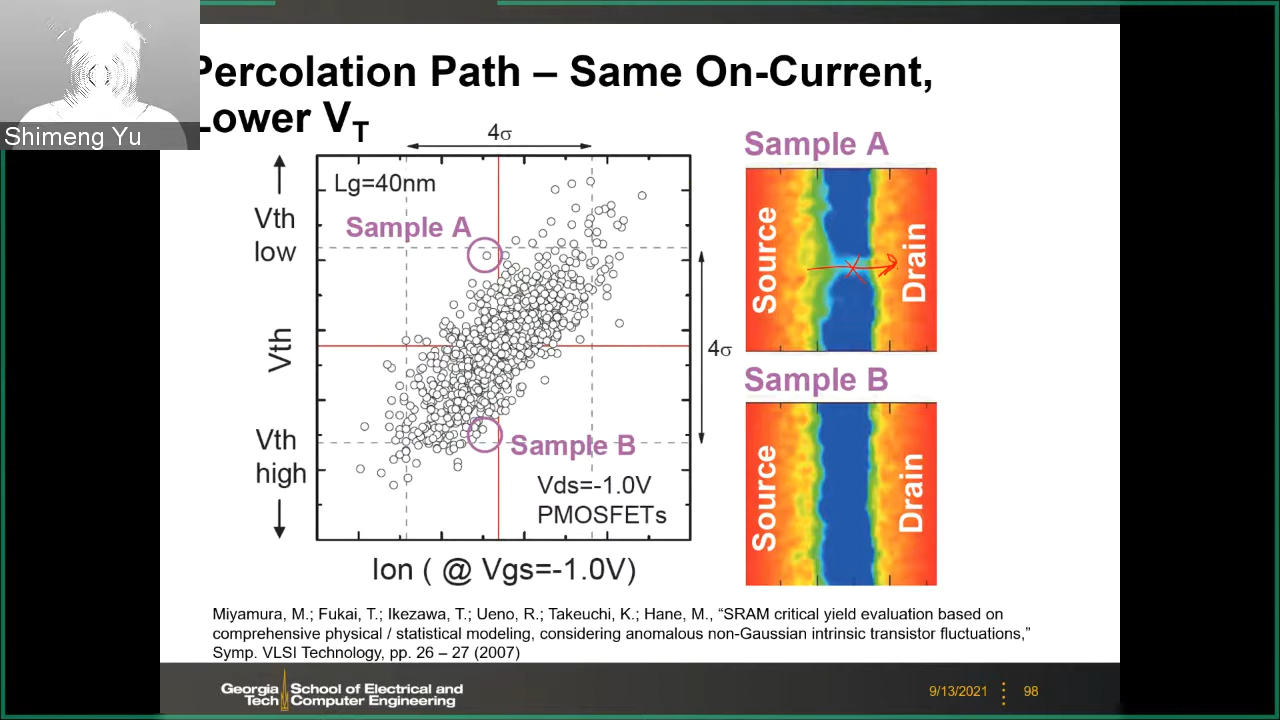 Shimeng Yu
Percolation Path – Same On-Current,
Lower VT
4σ
Lg=40nm
Vth
low
Sample A
Vth
4σ
Vth
high
Sample B
Vds=-1.0V
PMOSFETs
Ion ( @ Vgs=-1.0V)
Sample A
Source
Drain
Sample B
Source
Drain
Miyamura, M.; Fukai, T.; Ikezawa, T.; Ueno, R.; Takeuchi, K.; Hane, M., “SRAM critical yield evaluation based on
comprehensive physical / statistical modeling, considering anomalous non-Gaussian intrinsic transistor fluctuations,”
Symp. VLSI Technology, pp. 26 – 27 (2007)
Georgia Tech
School of Electrical and
Computer Engineering
9/13/2021
98